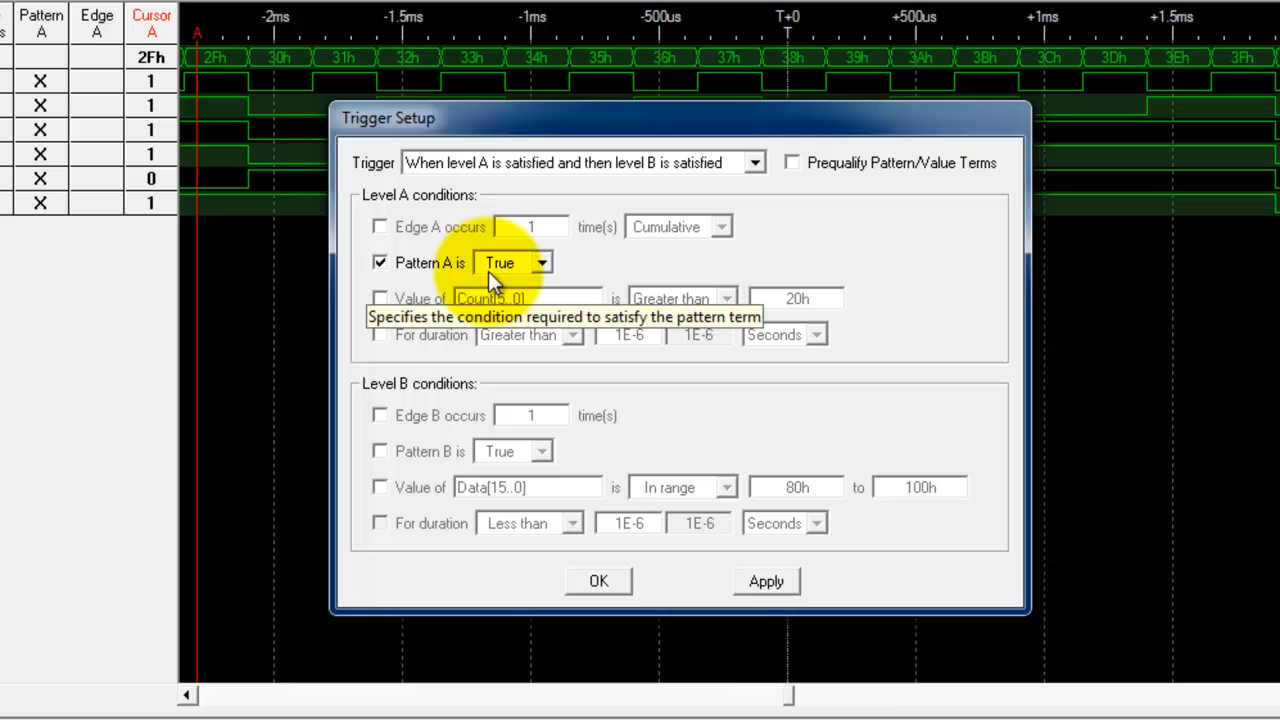 Pattern Edge Cursor -2ms -1.5ms -1ms -500us T+0 +500us +1ms +1.5ms
s A A A A T
2Fh 2Fh 30h 31h 32h 33h 34h 35h 36h 37h 38h 39h 3Ah 3Bh 3Ch 3Dh 3Eh 3Fh
X 1
X 1
Trigger Setup
X 1
X 1
Trigger When level A is satisfied and then level B is satisfied Prequalify Pattern/Value Terms
X 0
X 1
Level A conditions:
Edge A occurs 1 time(s) Cumulative
Pattern A is True
Value of Count[5..0] is Greater than 20h
Specifies the condition required to satisfy the pattern term
For duration Greater than 1E-6 1E-6 Seconds
Level B conditions:
Edge B occurs 1 time(s)
Pattern B is True
Value of Data[15..0] is In range 80h to 100h
For duration Less than 1E-6 1E-6 Seconds
OK Apply